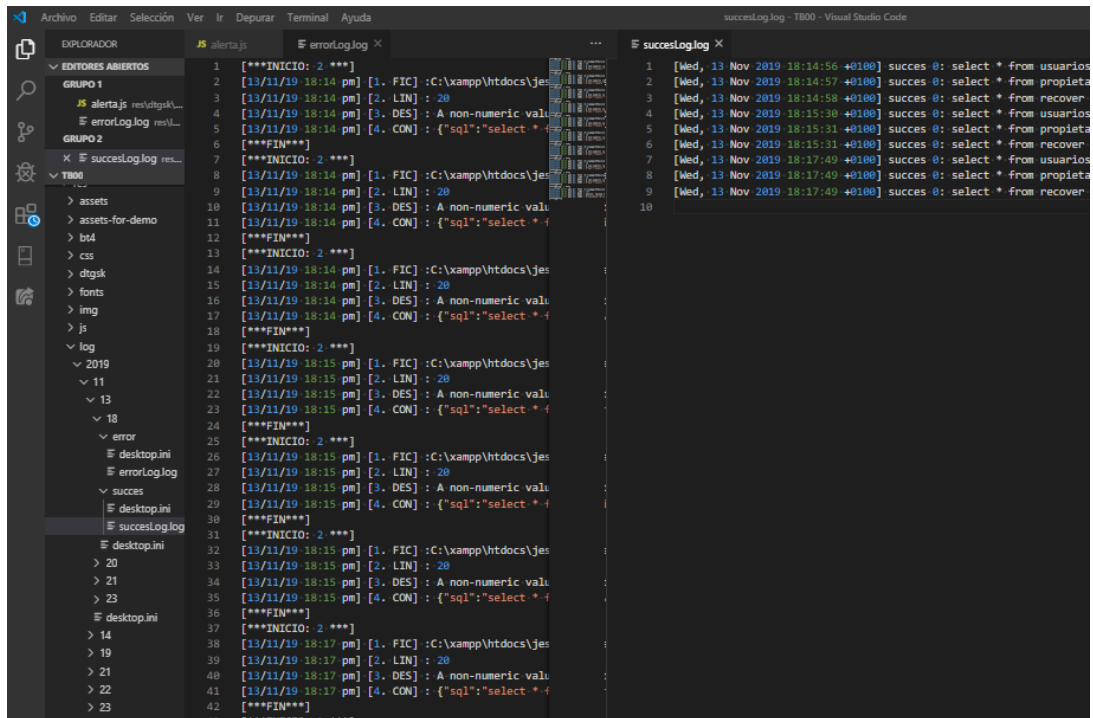 Archivo Editar Selección Ver Ir Depurar Terminal Ayuda
succesLog.log - TB00 - Visual Studio Code
EXPLORADOR
EDITORES ABIERTOS
GRUPO 1
JS alerta.js res\dtgsk\...
errorLog.log res\l...
GRUPO 2
succesLog.log res...
TB00
assets
assets-for-demo
bt4
css
dtgsk
fonts
img
js
log
2019
11
13
18
error
desktop.ini
errorLog.log
succes
desktop.ini
succesLog.log
desktop.ini
20
21
23
desktop.ini
14
19
21
22
23
JS alerta.js
errorLog.log
1 [***INICIO: 2 ***]
2 [13/11/19 18:14 pm] [1. FIC] :C:\xampp\htdocs\jes
3 [13/11/19 18:14 pm] [2. LIN] : 20
4 [13/11/19 18:14 pm] [3. DES] : A non-numeric valu
5 [13/11/19 18:14 pm] [4. CON] : {"sql":"select * f
6 [***FIN***]
7 [***INICIO: 2 ***]
8 [13/11/19 18:14 pm] [1. FIC] :C:\xampp\htdocs\jes
9 [13/11/19 18:14 pm] [2. LIN] : 20
10 [13/11/19 18:14 pm] [3. DES] : A non-numeric valu
11 [13/11/19 18:14 pm] [4. CON] : {"sql":"select * f
12 [***FIN***]
13 [***INICIO: 2 ***]
14 [13/11/19 18:14 pm] [1. FIC] :C:\xampp\htdocs\jes
15 [13/11/19 18:14 pm] [2. LIN] : 20
16 [13/11/19 18:14 pm] [3. DES] : A non-numeric valu
17 [13/11/19 18:14 pm] [4. CON] : {"sql":"select * f
18 [***FIN***]
19 [***INICIO: 2 ***]
20 [13/11/19 18:15 pm] [1. FIC] :C:\xampp\htdocs\jes
21 [13/11/19 18:15 pm] [2. LIN] : 20
22 [13/11/19 18:15 pm] [3. DES] : A non-numeric valu
23 [13/11/19 18:15 pm] [4. CON] : {"sql":"select * f
24 [***FIN***]
25 [***INICIO: 2 ***]
26 [13/11/19 18:15 pm] [1. FIC] :C:\xampp\htdocs\jes
27 [13/11/19 18:15 pm] [2. LIN] : 20
28 [13/11/19 18:15 pm] [3. DES] : A non-numeric valu
29 [13/11/19 18:15 pm] [4. CON] : {"sql":"select * f
30 [***FIN***]
31 [***INICIO: 2 ***]
32 [13/11/19 18:15 pm] [1. FIC] :C:\xampp\htdocs\jes
33 [13/11/19 18:15 pm] [2. LIN] : 20
34 [13/11/19 18:15 pm] [3. DES] : A non-numeric valu
35 [13/11/19 18:15 pm] [4. CON] : {"sql":"select * f
36 [***FIN***]
37 [***INICIO: 2 ***]
38 [13/11/19 18:17 pm] [1. FIC] :C:\xampp\htdocs\jes
39 [13/11/19 18:17 pm] [2. LIN] : 20
40 [13/11/19 18:17 pm] [3. DES] : A non-numeric valu
41 [13/11/19 18:17 pm] [4. CON] : {"sql":"select * f
42 [***FIN***]
succesLog.log
1 [Wed, 13 Nov 2019 18:14:56 +0100] succes 0: select * from usuarios
2 [Wed, 13 Nov 2019 18:14:57 +0100] succes 0: select * from propieta
3 [Wed, 13 Nov 2019 18:14:58 +0100] succes 0: select * from recover
4 [Wed, 13 Nov 2019 18:15:30 +0100] succes 0: select * from usuarios
5 [Wed, 13 Nov 2019 18:15:31 +0100] succes 0: select * from propieta
6 [Wed, 13 Nov 2019 18:15:31 +0100] succes 0: select * from recover
7 [Wed, 13 Nov 2019 18:17:49 +0100] succes 0: select * from usuarios
8 [Wed, 13 Nov 2019 18:17:49 +0100] succes 0: select * from propieta
9 [Wed, 13 Nov 2019 18:17:49 +0100] succes 0: select * from recover
10